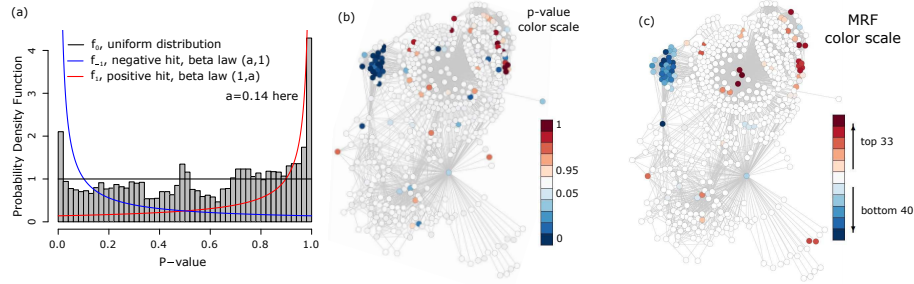 (a)
f₀, uniform distribution
f₋₁, negative hit, beta law (a,1)
f₁, positive hit, beta law (1,a)
a=0.14 here
Probability Density Function
4
3
2
1
0
0.0 0.2 0.4 0.6 0.8 1.0
P−value
(b)
p-value
color scale
1
0.95
0.05
0
(c)
MRF
color scale
top 33
bottom 40